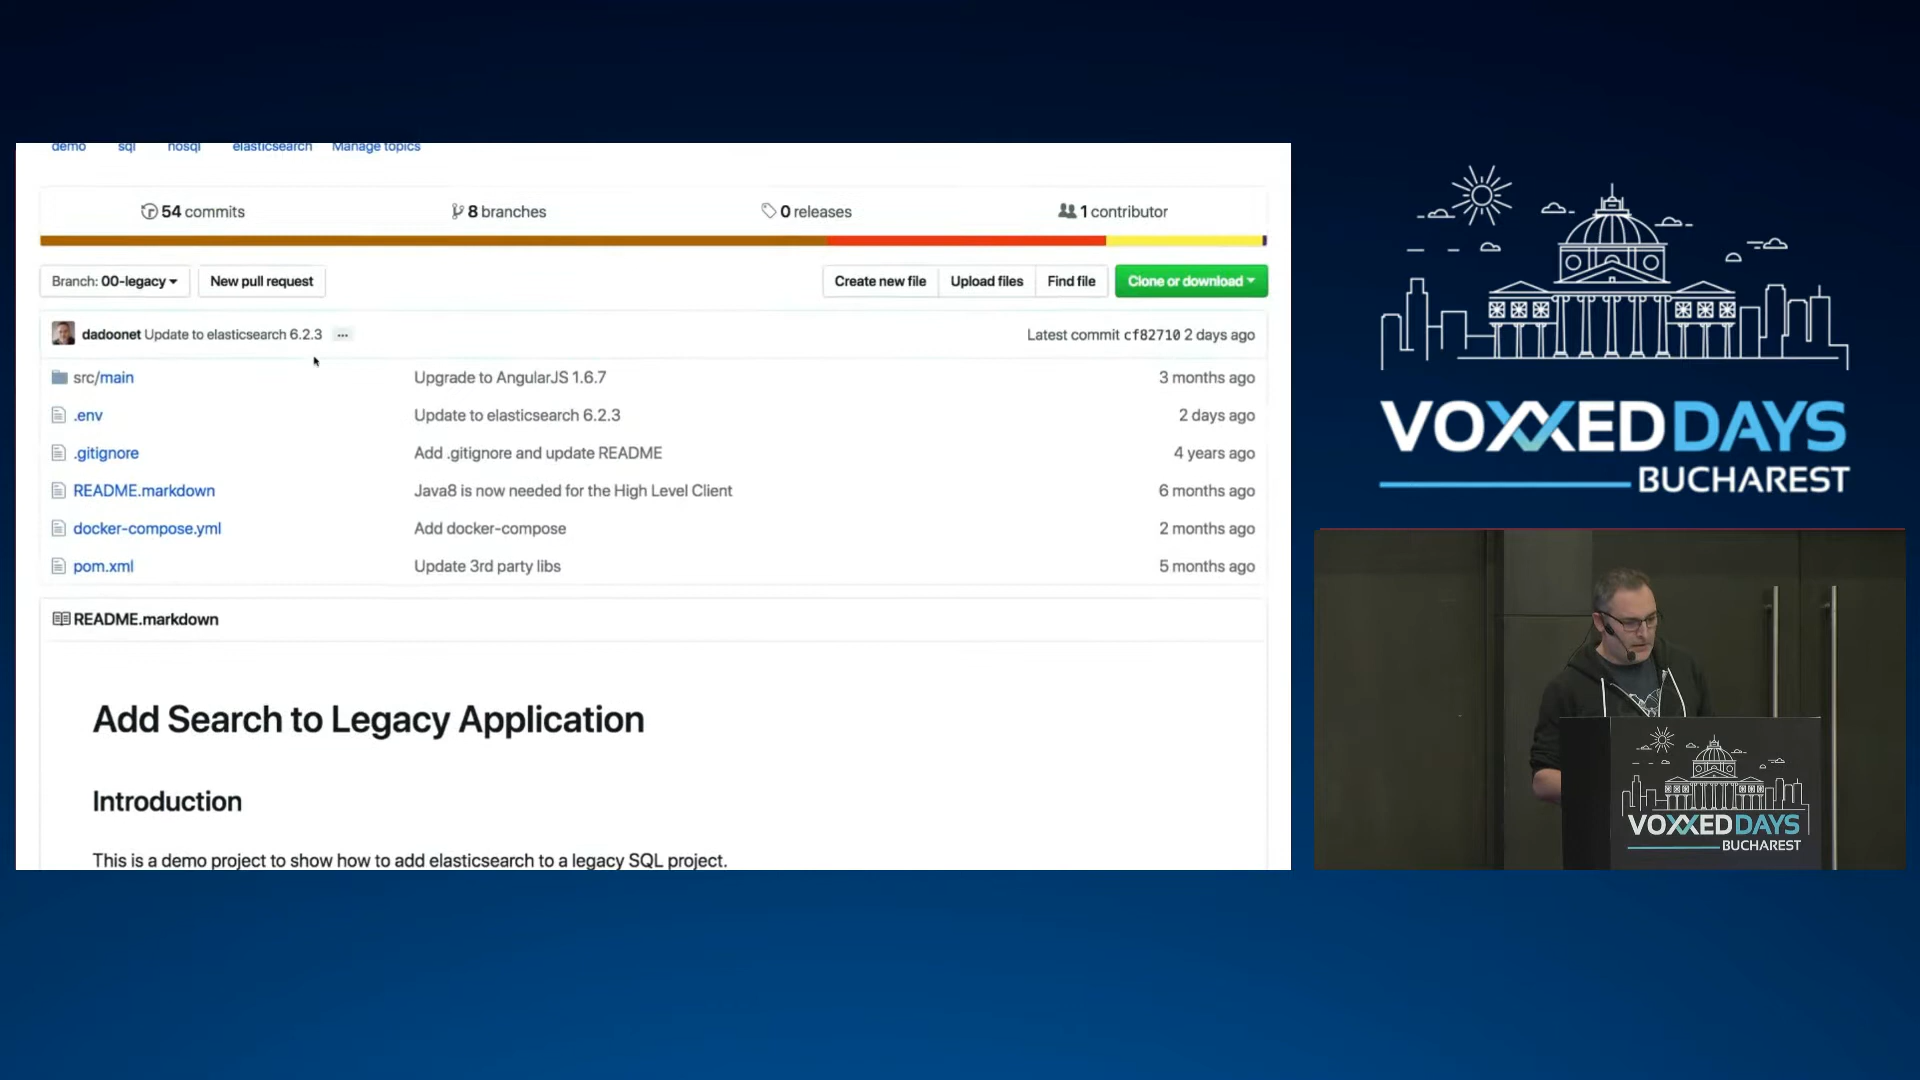 demo sql nosql elasticsearch Manage topics
54 commits 8 branches 0 releases 1 contributor
Branch: 00-legacy New pull request Create new file Upload files Find file Clone or download
dadoonet Update to elasticsearch 6.2.3 ... Latest commit cf82710 2 days ago
src/main Upgrade to AngularJS 1.6.7 3 months ago
.env Update to elasticsearch 6.2.3 2 days ago
.gitignore Add .gitignore and update README 4 years ago
README.markdown Java8 is now needed for the High Level Client 6 months ago
docker-compose.yml Add docker-compose 2 months ago
pom.xml Update 3rd party libs 5 months ago
README.markdown
Add Search to Legacy Application
Introduction
This is a demo project to show how to add elasticsearch to a legacy SQL project.
VOXXED DAYS
BUCHAREST
VOXXED DAYS
BUCHAREST